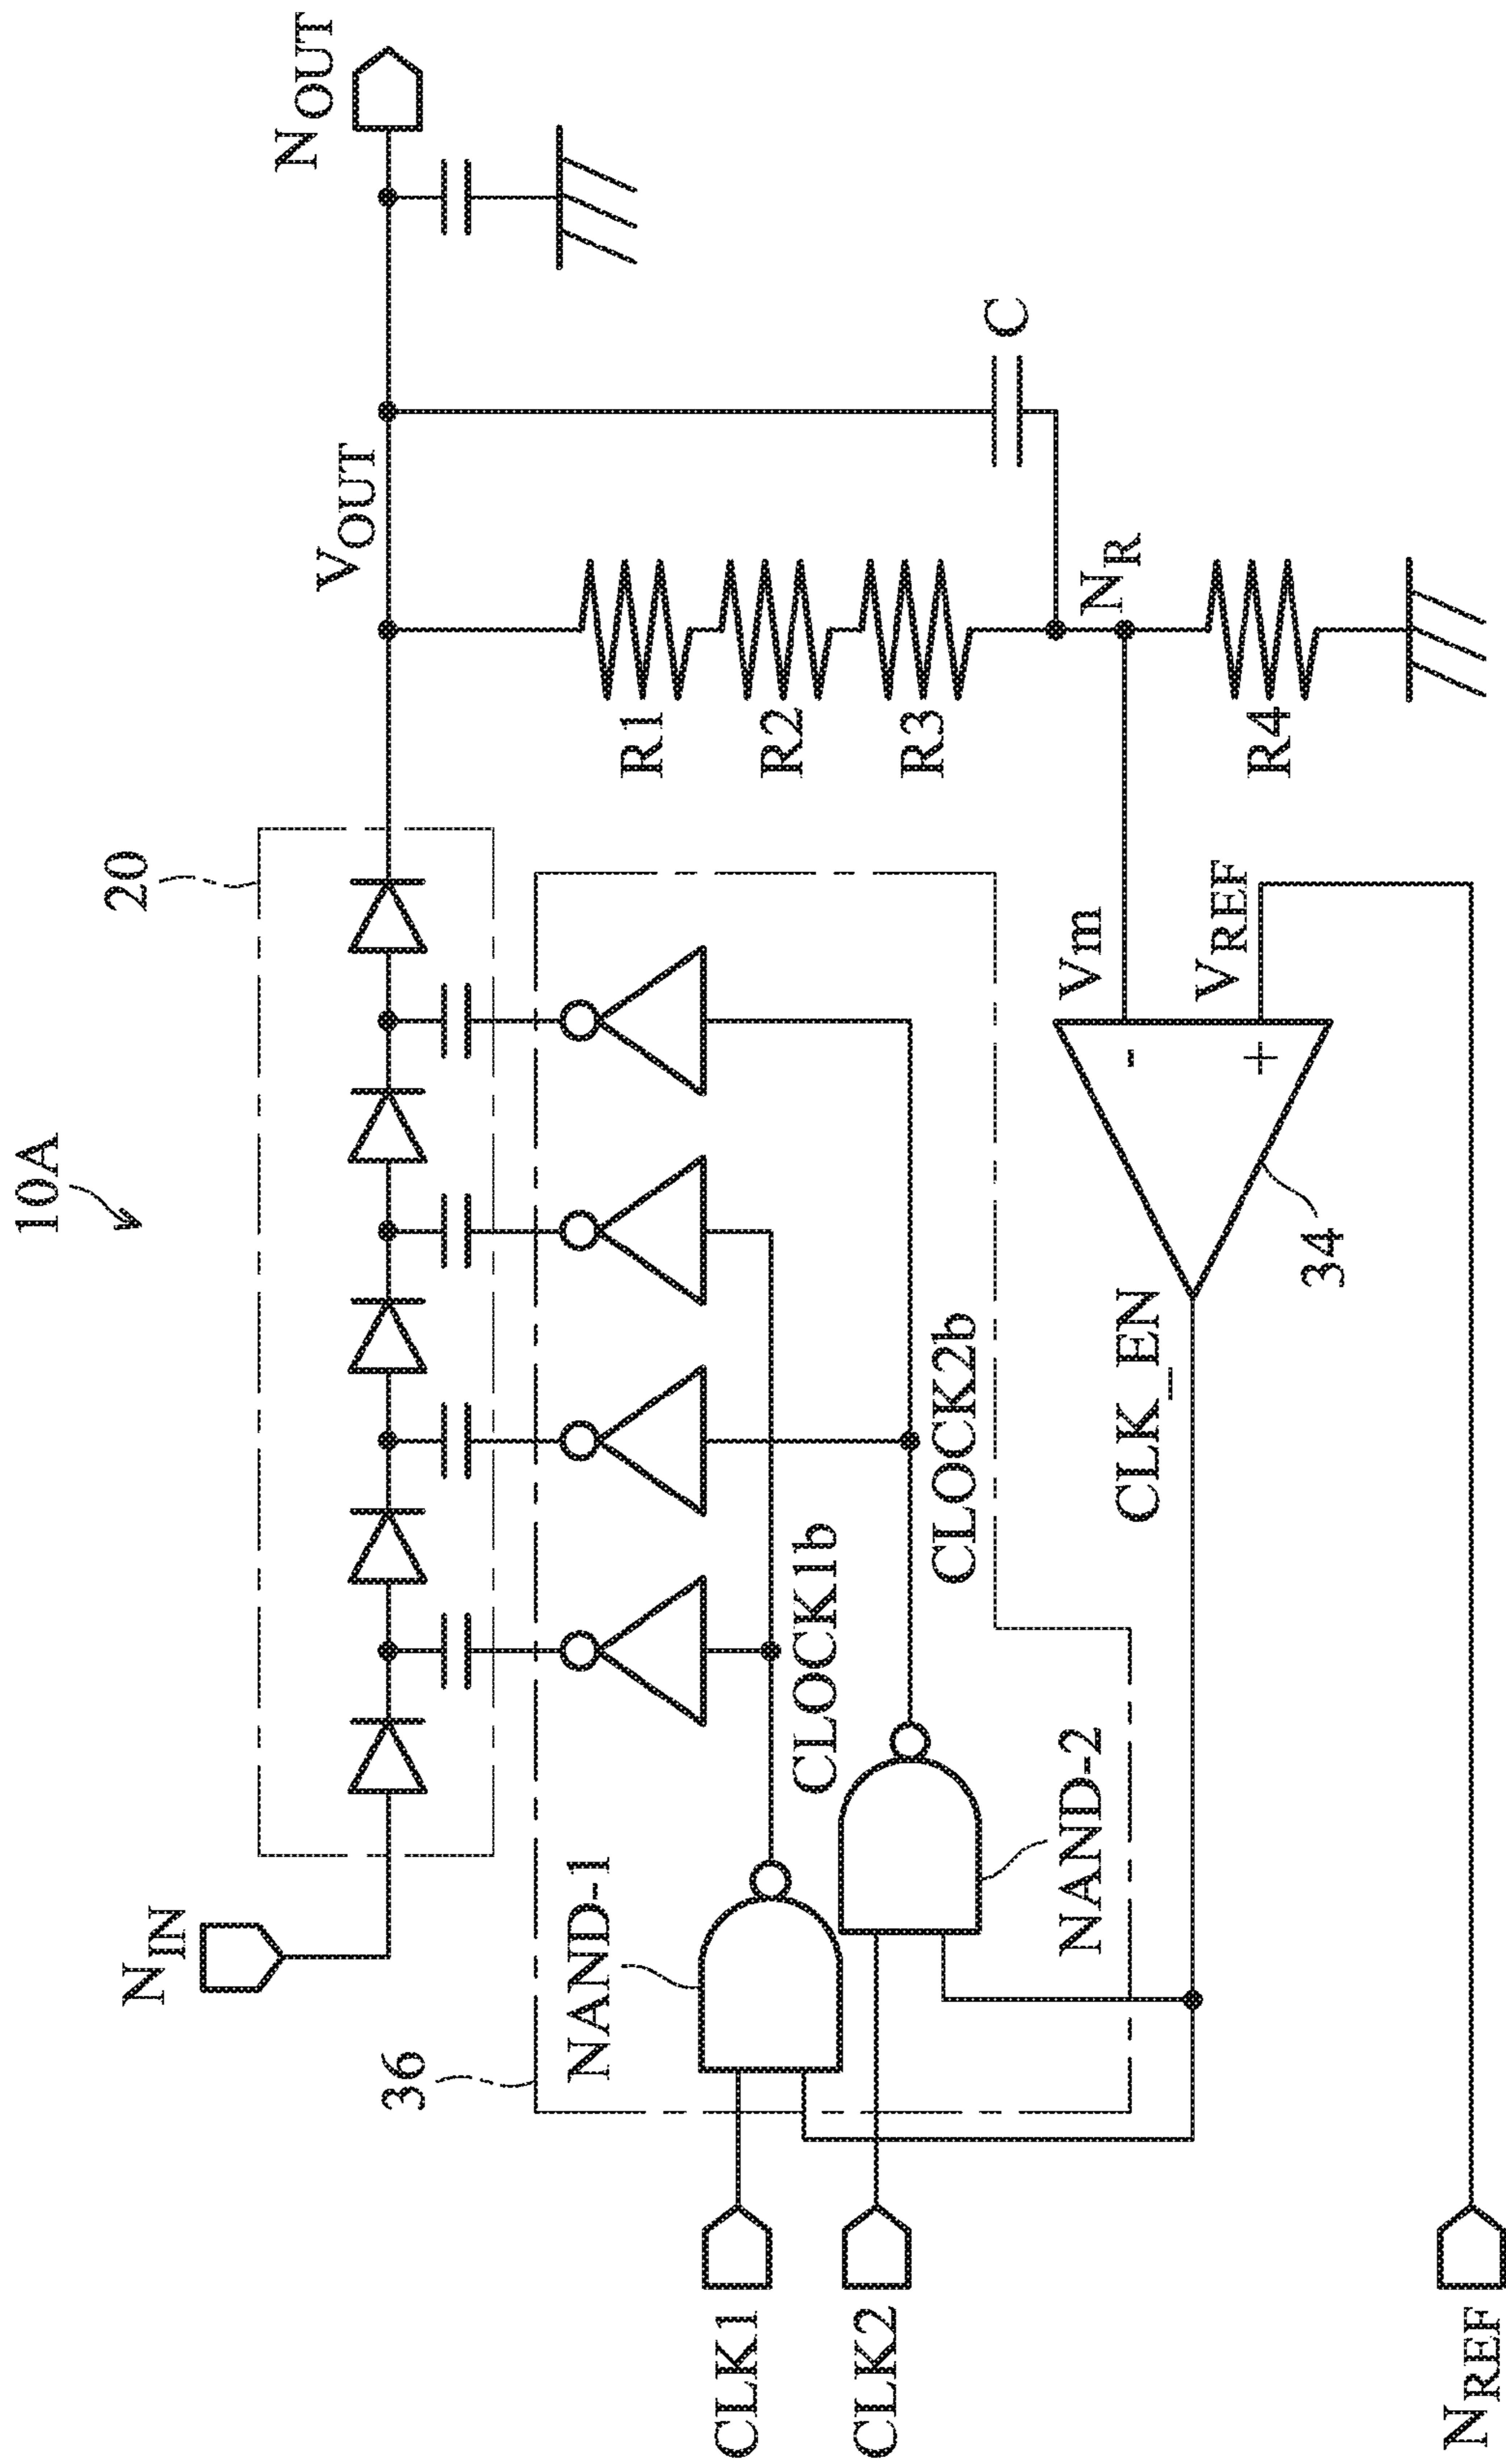 10A
20
N_IN
N_OUT
V_OUT
36
NAND-1
R1
R2
R3
C
CLK1
CLOCK1b
CLK2
CLOCK2b
N_R
NAND-2
Vm
CLK_EN
V_REF
R4
-
+
34
N_REF